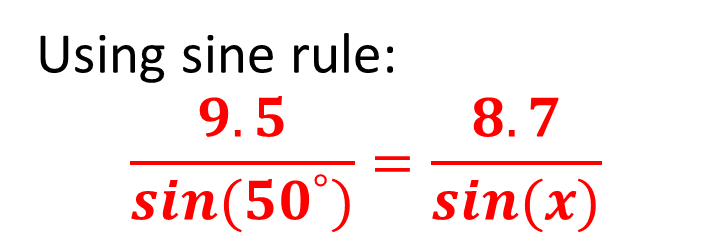 Using sine rule:
9.5 / sin(50°) = 8.7 / sin(x)